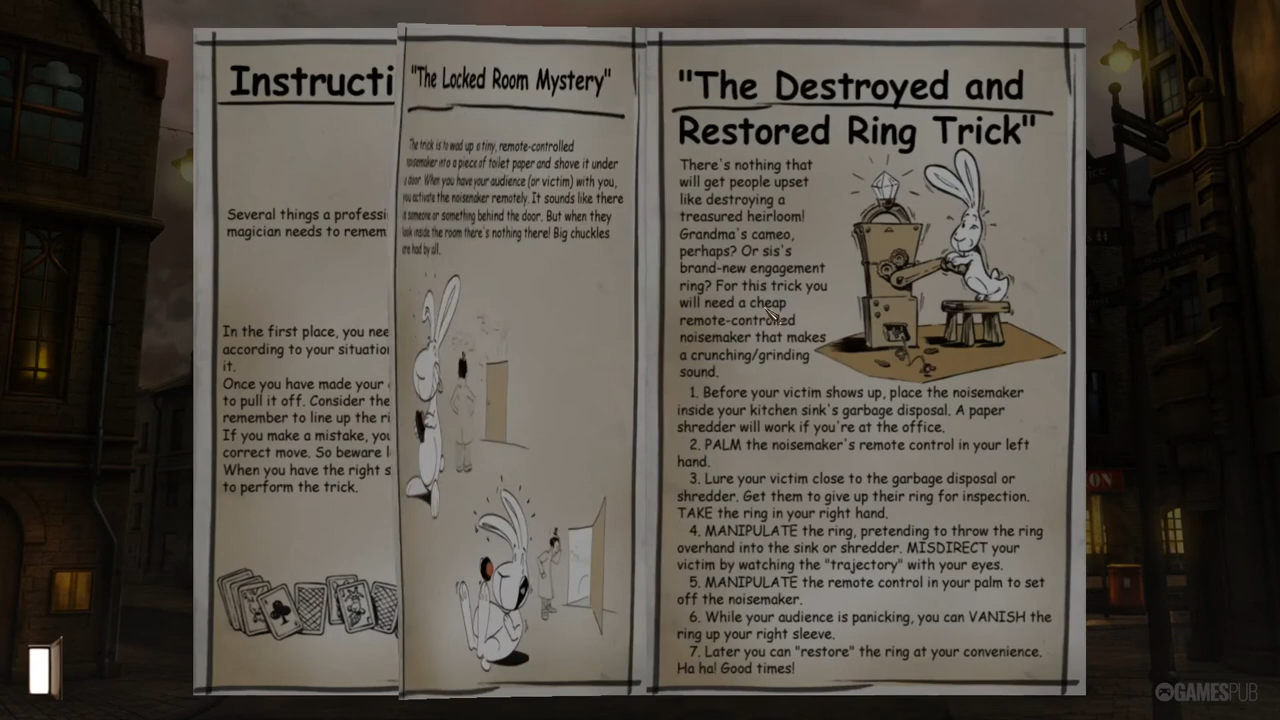 Instructi
Several things a professi
magician needs to remem
In the first place, you nee
according to your situation
it.
Once you have made your
to pull it off. Consider the
remember to line up the ri
If you make a mistake, you
correct move. So beware
When you have the right s
to perform the trick.
"The Locked Room Mystery"
The trick is to wad up a tiny, remote-controlled
noisemaker into a piece of toilet paper and shove it under
a door. When you have your audience (or victim) with you,
you activate the noisemaker remotely. It sounds like there
is someone or something behind the door. But when they
look inside the room there's nothing there! Big chuckles
are had by all.
"The Destroyed and
Restored Ring Trick"
There's nothing that
will get people upset
like destroying a
treasured heirloom!
Grandma's cameo,
perhaps? Or sis's
brand-new engagement
ring? For this trick you
will need a cheap
remote-controlled
noisemaker that makes
a crunching/grinding
sound.
1. Before your victim shows up, place the noisemaker
inside your kitchen sink's garbage disposal. A paper
shredder will work if you're at the office.
2. PALM the noisemaker's remote control in your left
hand.
3. Lure your victim close to the garbage disposal or
shredder. Get them to give up their ring for inspection.
TAKE the ring in your right hand.
4. MANIPULATE the ring, pretending to throw the ring
overhand into the sink or shredder. MISDIRECT your
victim by watching the "trajectory" with your eyes.
5. MANIPULATE the remote control in your palm to set
off the noisemaker.
6. While your audience is panicking, you can VANISH the
ring up your right sleeve.
7. Later you can "restore" the ring at your convenience.
Ha ha! Good times!
ON
GAMESPUB